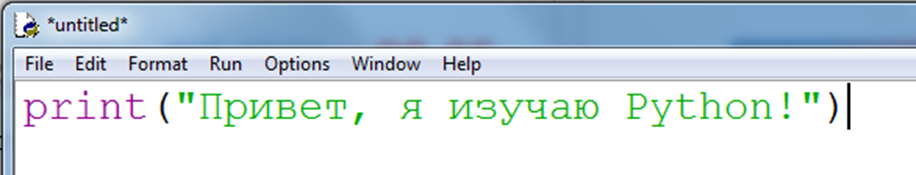 *untitled*
File Edit Format Run Options Window Help
print("Привет, я изучаю Python!")